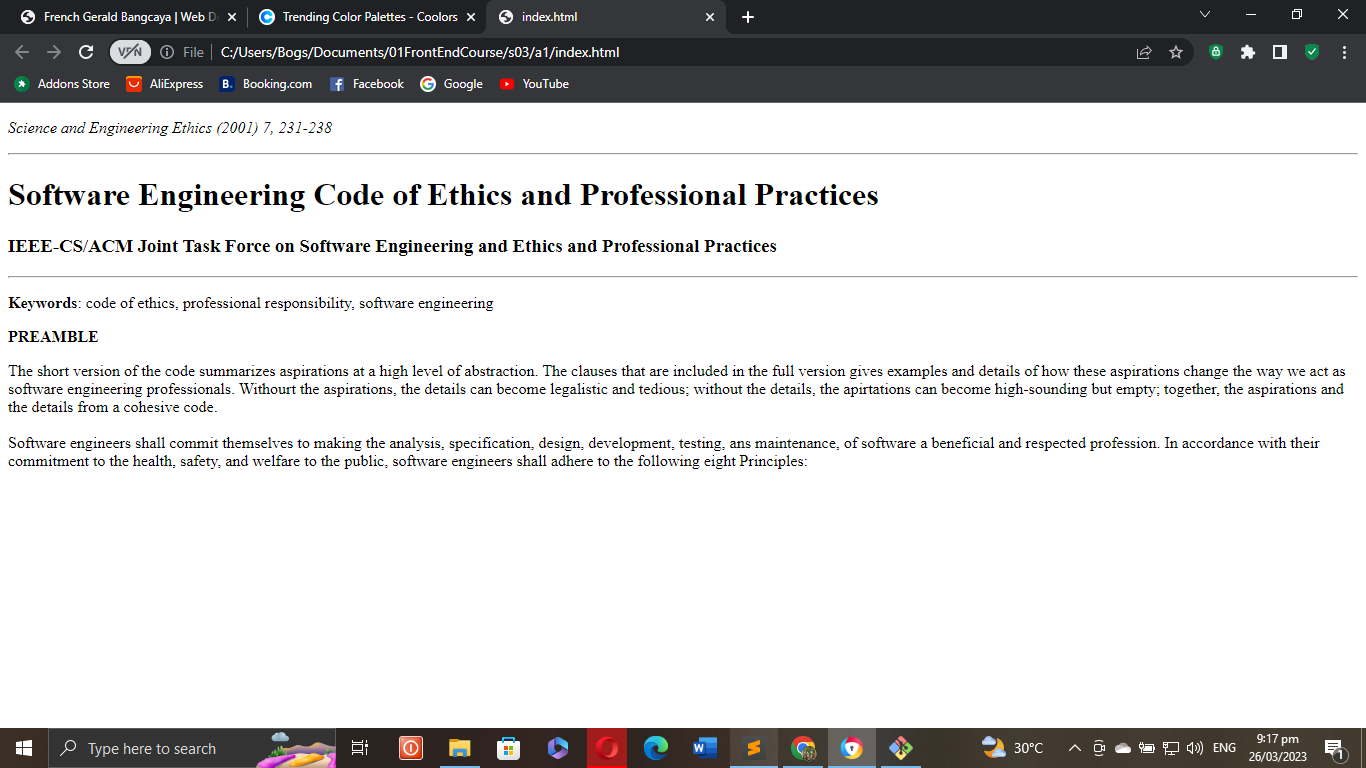 French Gerald Bangcaya | Web D
Trending Color Palettes - Coolors
index.html
VPN
File
C:/Users/Bogs/Documents/01FrontEndCourse/s03/a1/index.html
Addons Store
AliExpress
B. Booking.com
Facebook
Google
YouTube
Science and Engineering Ethics (2001) 7, 231-238
Software Engineering Code of Ethics and Professional Practices
IEEE-CS/ACM Joint Task Force on Software Engineering and Ethics and Professional Practices
Keywords: code of ethics, professional responsibility, software engineering
PREAMBLE
The short version of the code summarizes aspirations at a high level of abstraction. The clauses that are included in the full version gives examples and details of how these aspirations change the way we act as
software engineering professionals. Withourt the aspirations, the details can become legalistic and tedious; without the details, the apirtations can become high-sounding but empty; together, the aspirations and
the details from a cohesive code.
Software engineers shall commit themselves to making the analysis, specification, design, development, testing, ans maintenance, of software a beneficial and respected profession. In accordance with their
commitment to the health, safety, and welfare to the public, software engineers shall adhere to the following eight Principles:
Type here to search
30°C
ENG
9:17 pm
26/03/2023
1